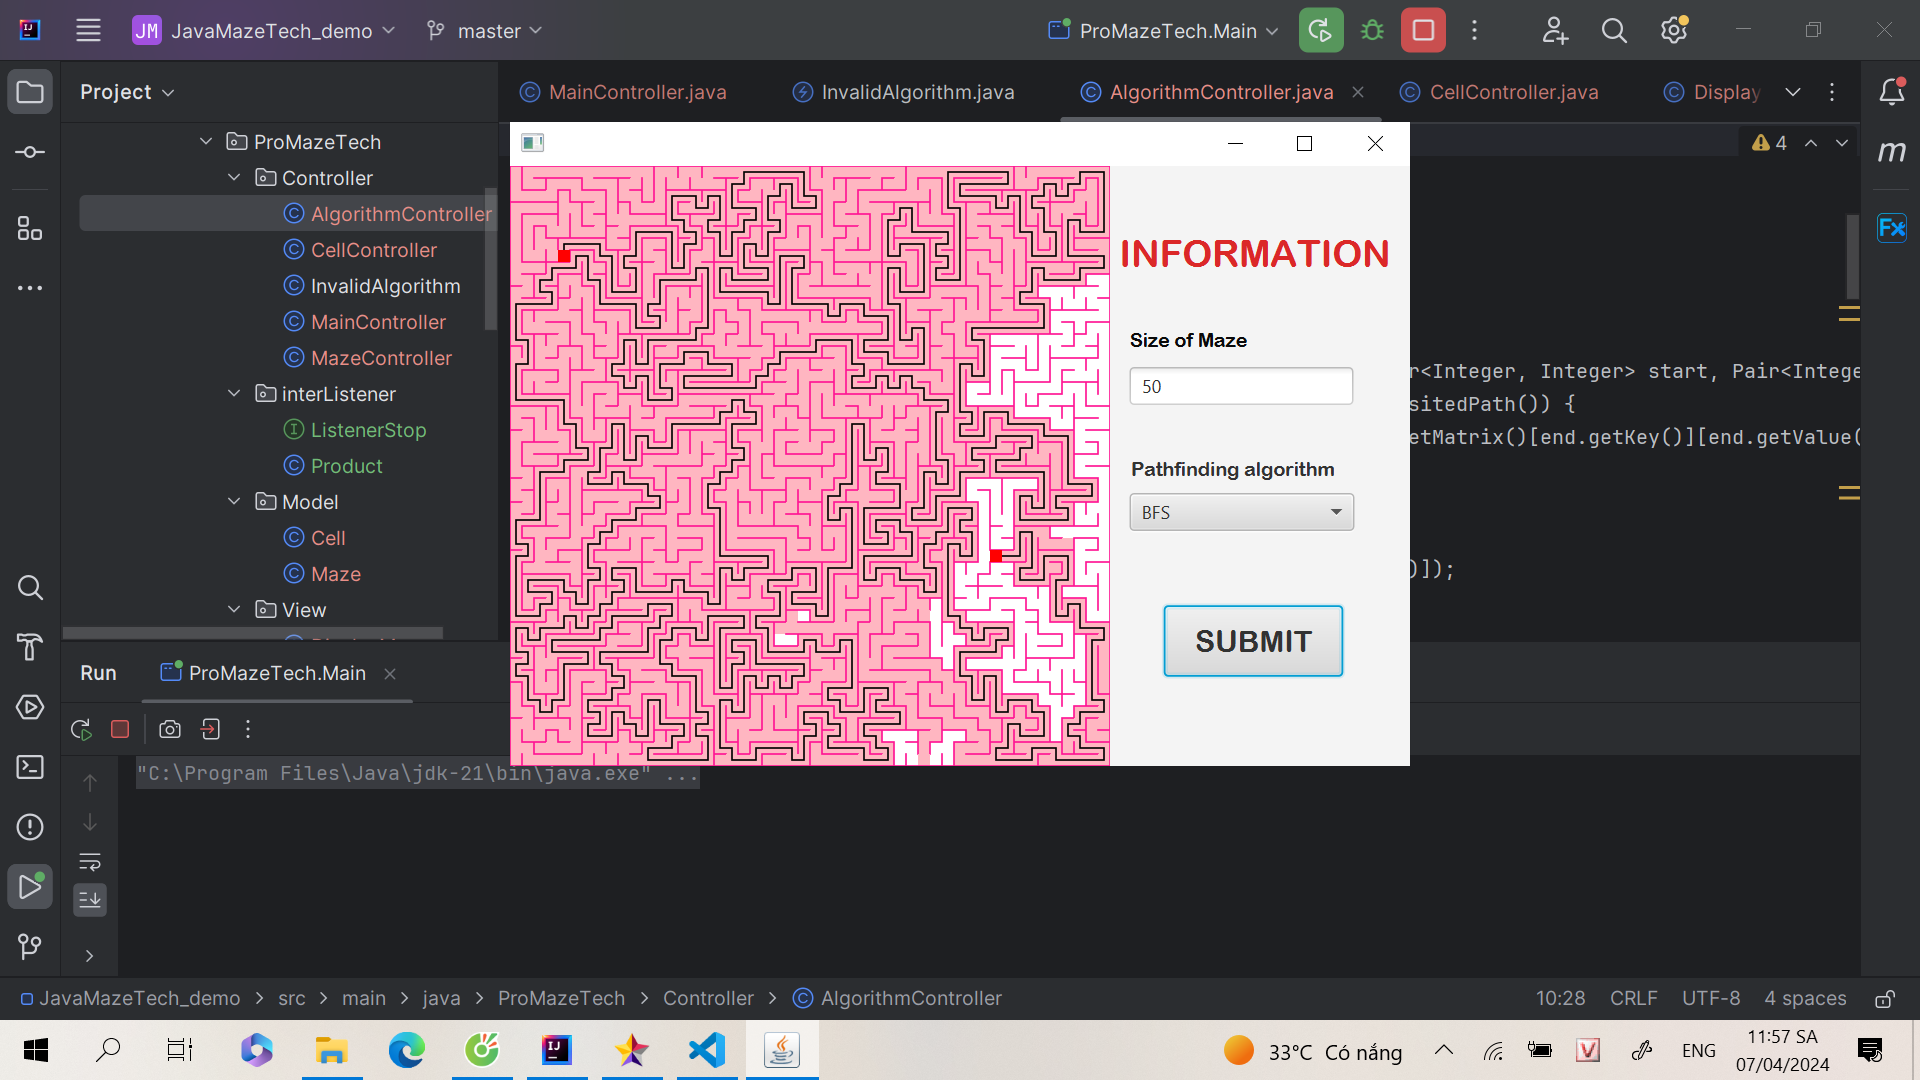 JM JavaMazeTech_demo master ProMazeTech.Main
Project
MainController.java InvalidAlgorithm.java AlgorithmController.java CellController.java Display
4
m
Fx
ProMazeTech
Controller
AlgorithmController
CellController
InvalidAlgorithm
MainController
MazeController
interListener
ListenerStop
Product
Model
Cell
Maze
View
INFORMATION
Size of Maze
50
Pathfinding algorithm
BFS
SUBMIT
r<Integer, Integer> start, Pair<Intege
sitedPath()) {
etMatrix()[end.getKey()][end.getValue(
)]);
Run ProMazeTech.Main
"C:\Program Files\Java\jdk-21\bin\java.exe" ...
JavaMazeTech_demo > src > main > java > ProMazeTech > Controller > AlgorithmController
10:28 CRLF UTF-8 4 spaces
33°C Có nắng
ENG
11:57 SA
07/04/2024